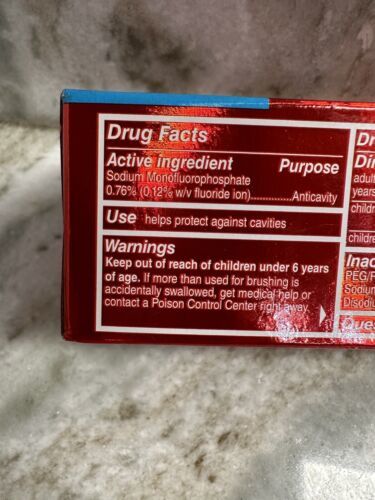 Drug Facts
Active ingredient Purpose
Sodium Monofluorophosphate
0.76% (0.12% w/v fluoride ion)....................Anticavity
Use helps protect against cavities
Warnings
Keep out of reach of children under 6 years
of age. If more than used for brushing is
accidentally swallowed, get medical help or
contact a Poison Control Center right away.